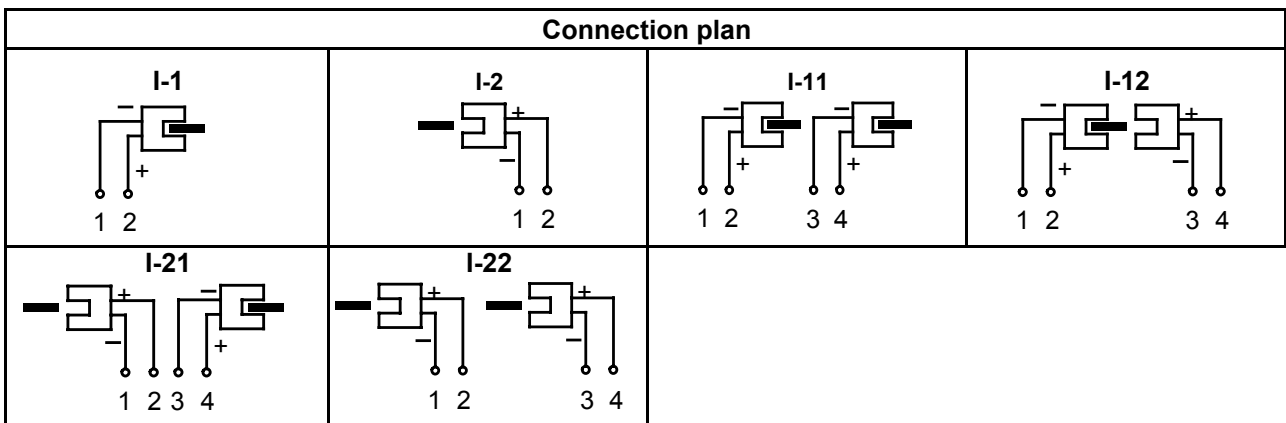 Connection plan
I-1
−
+
1 2
I-2
+
−
1 2
I-11
− −
+ +
1 2 3 4
I-12
− +
+ −
1 2 3 4
I-21
+ −
− +
1 2 3 4
I-22
+ +
− −
1 2 3 4